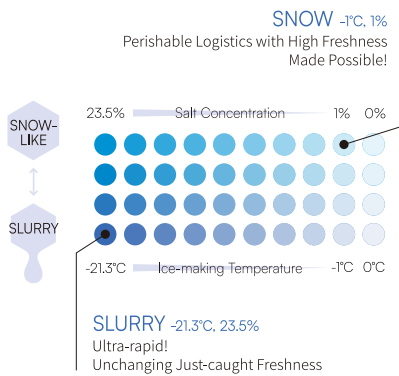 SNOW -1°C, 1%
Perishable Logistics with High Freshness
Made Possible!
23.5% Salt Concentration 1% 0%
SNOW-
LIKE
SLURRY
-21.3°C Ice-making Temperature -1°C 0°C
SLURRY -21.3°C, 23.5%
Ultra-rapid!
Unchanging Just-caught Freshness